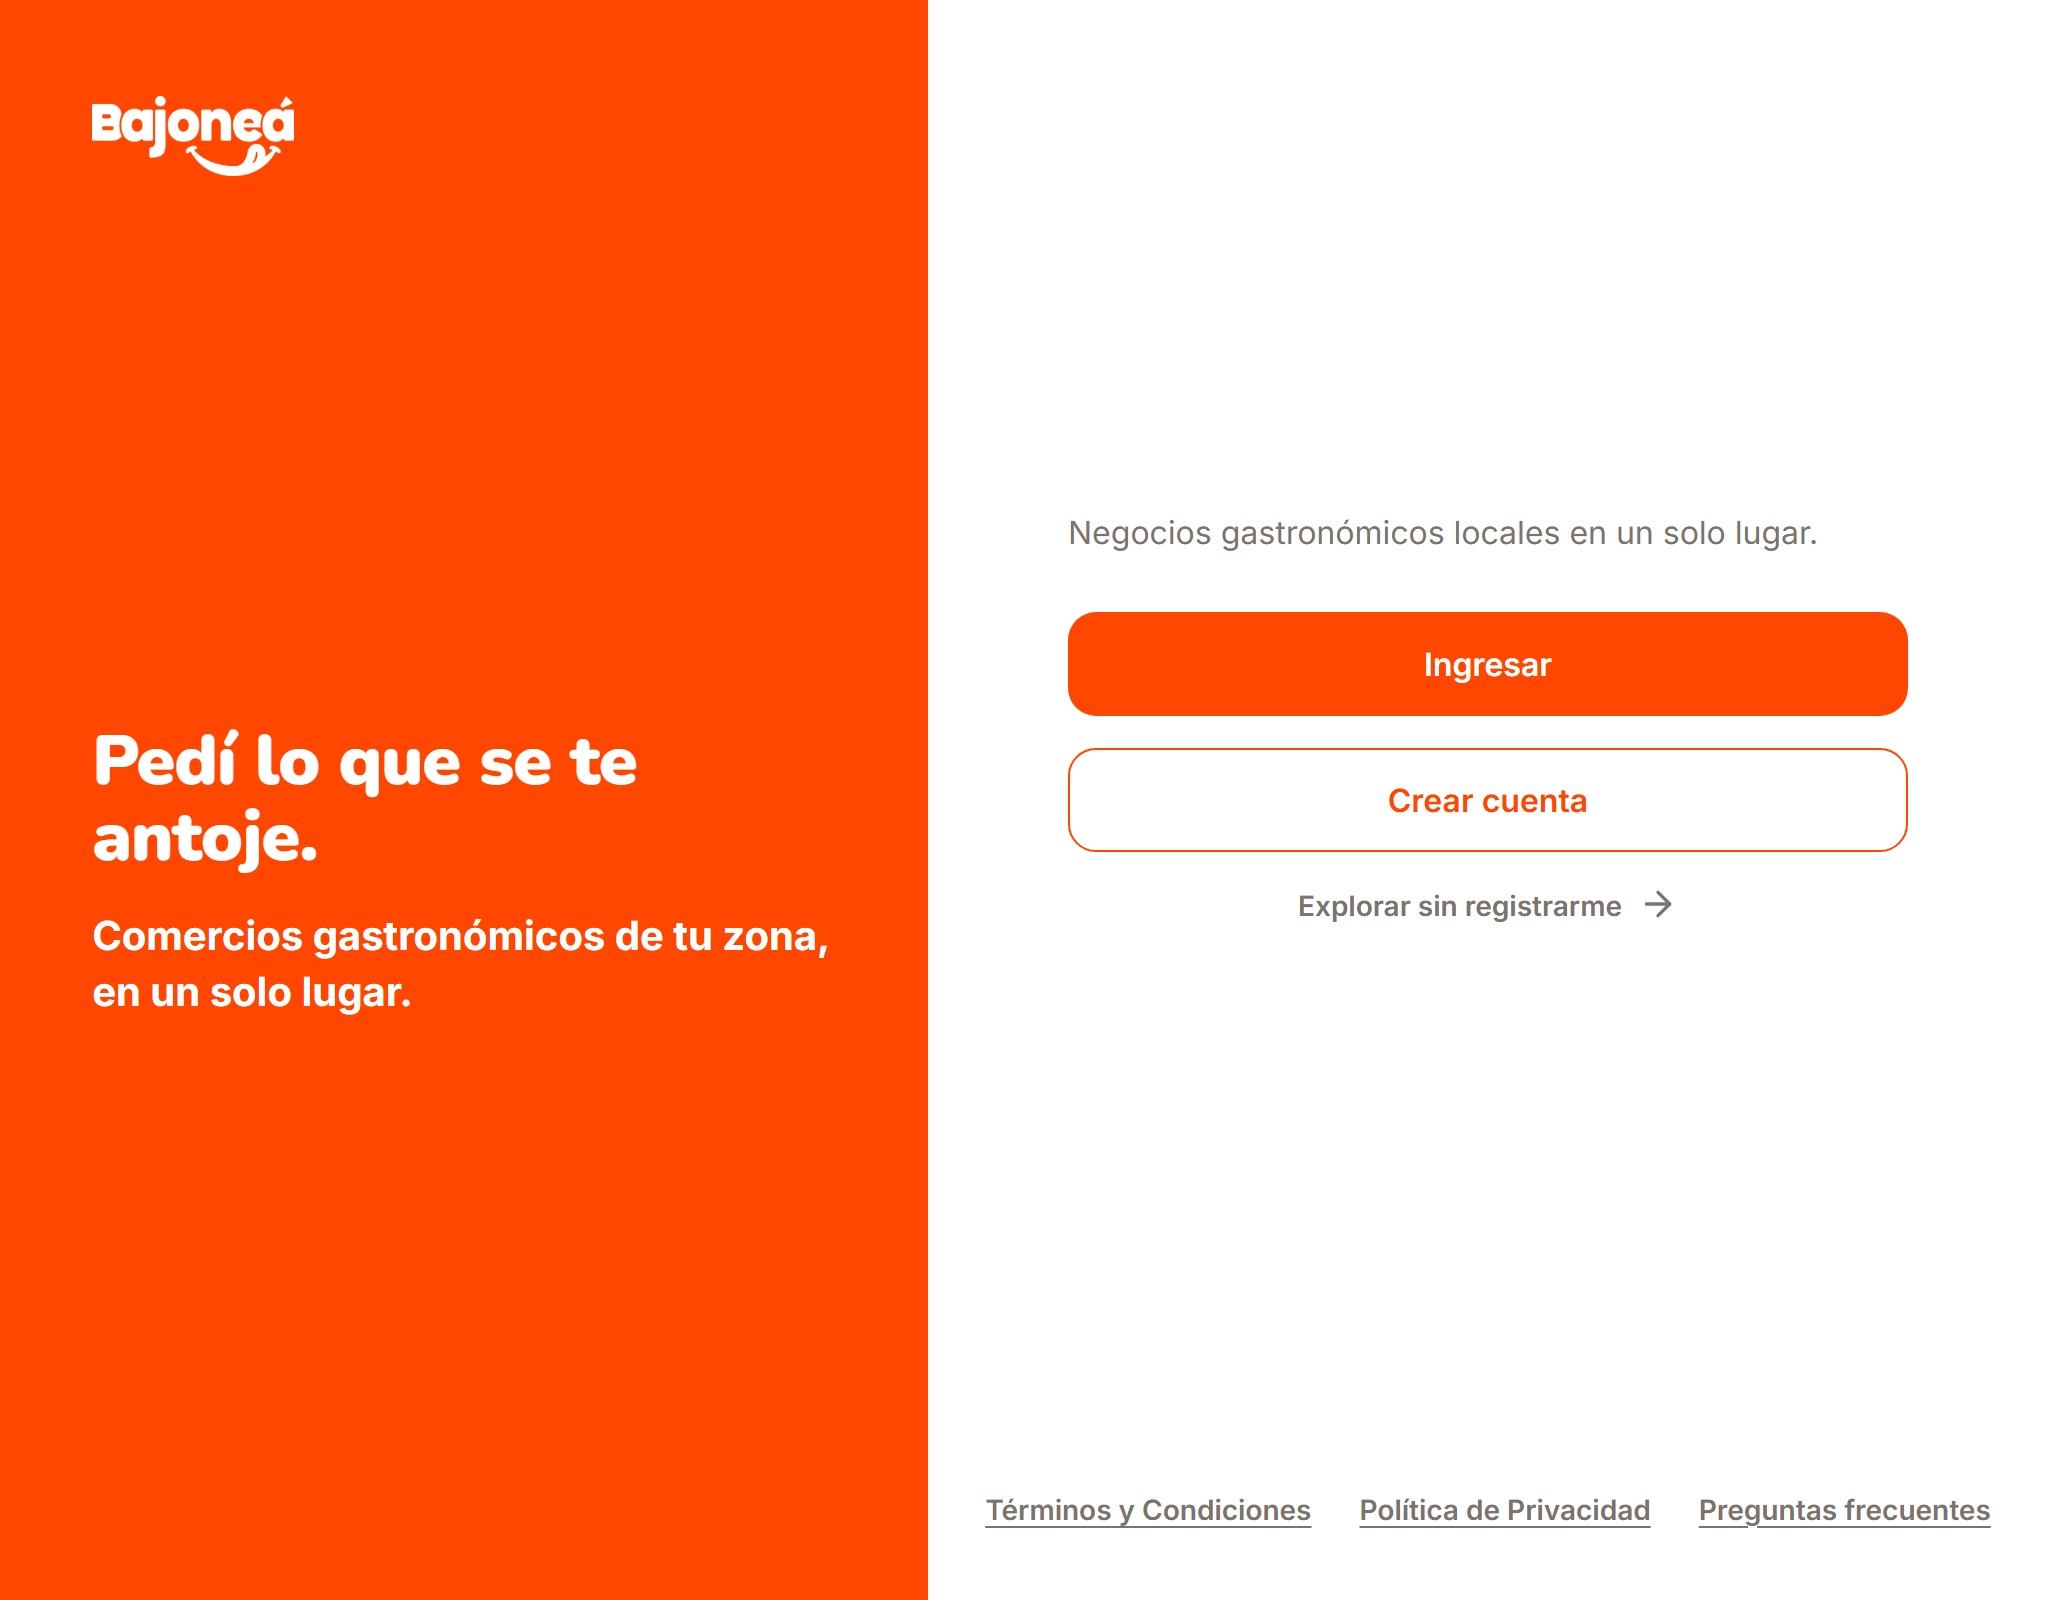 Bajoneá
Pedí lo que se te
antoje.
Comercios gastronómicos de tu zona,
en un solo lugar.
Negocios gastronómicos locales en un solo lugar.
Ingresar
Crear cuenta
Explorar sin registrarme
Términos y Condiciones
Política de Privacidad
Preguntas frecuentes